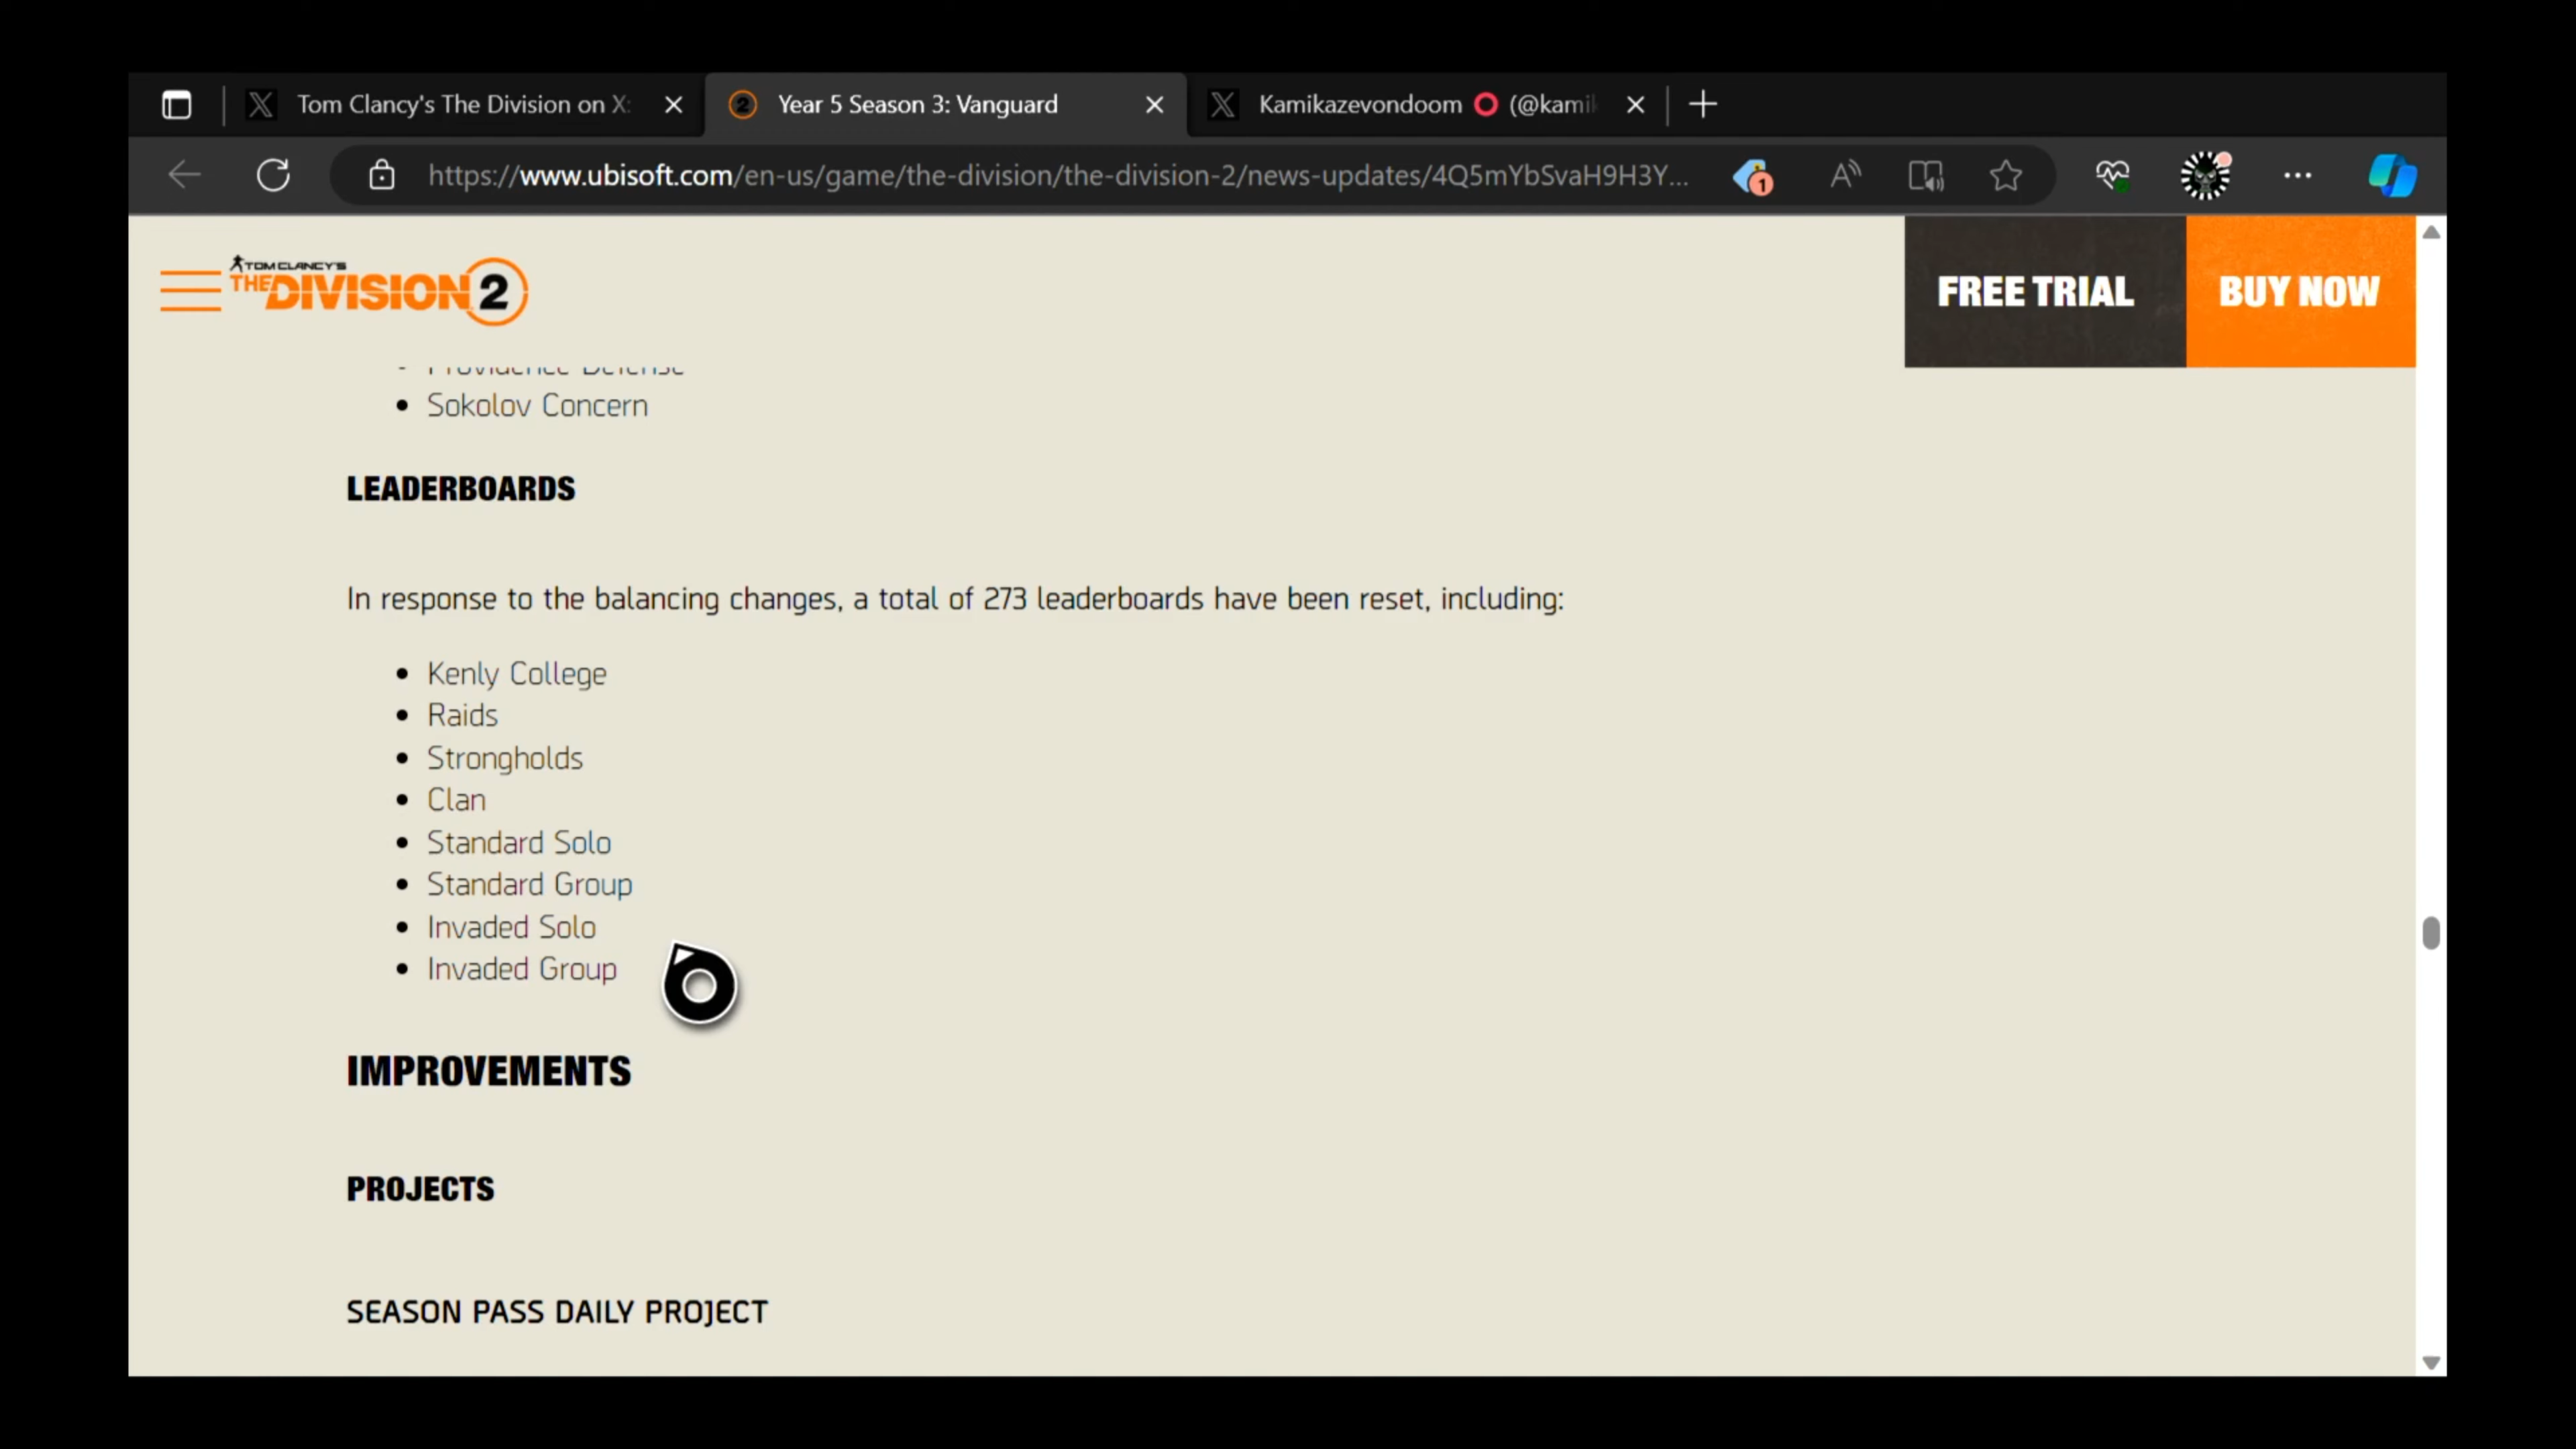 Tom Clancy's The Division on X:
Year 5 Season 3: Vanguard
Kamikazevondoom ⭕ (@kamik
https://www.ubisoft.com/en-us/game/the-division/the-division-2/news-updates/4Q5mYbSvaH9H3Y...
1
TOM CLANCY'S
THE DIVISION 2
FREE TRIAL
BUY NOW
Providence Defense
• Sokolov Concern
LEADERBOARDS
In response to the balancing changes, a total of 273 leaderboards have been reset, including:
• Kenly College
• Raids
• Strongholds
• Clan
• Standard Solo
• Standard Group
• Invaded Solo
• Invaded Group
IMPROVEMENTS
PROJECTS
SEASON PASS DAILY PROJECT